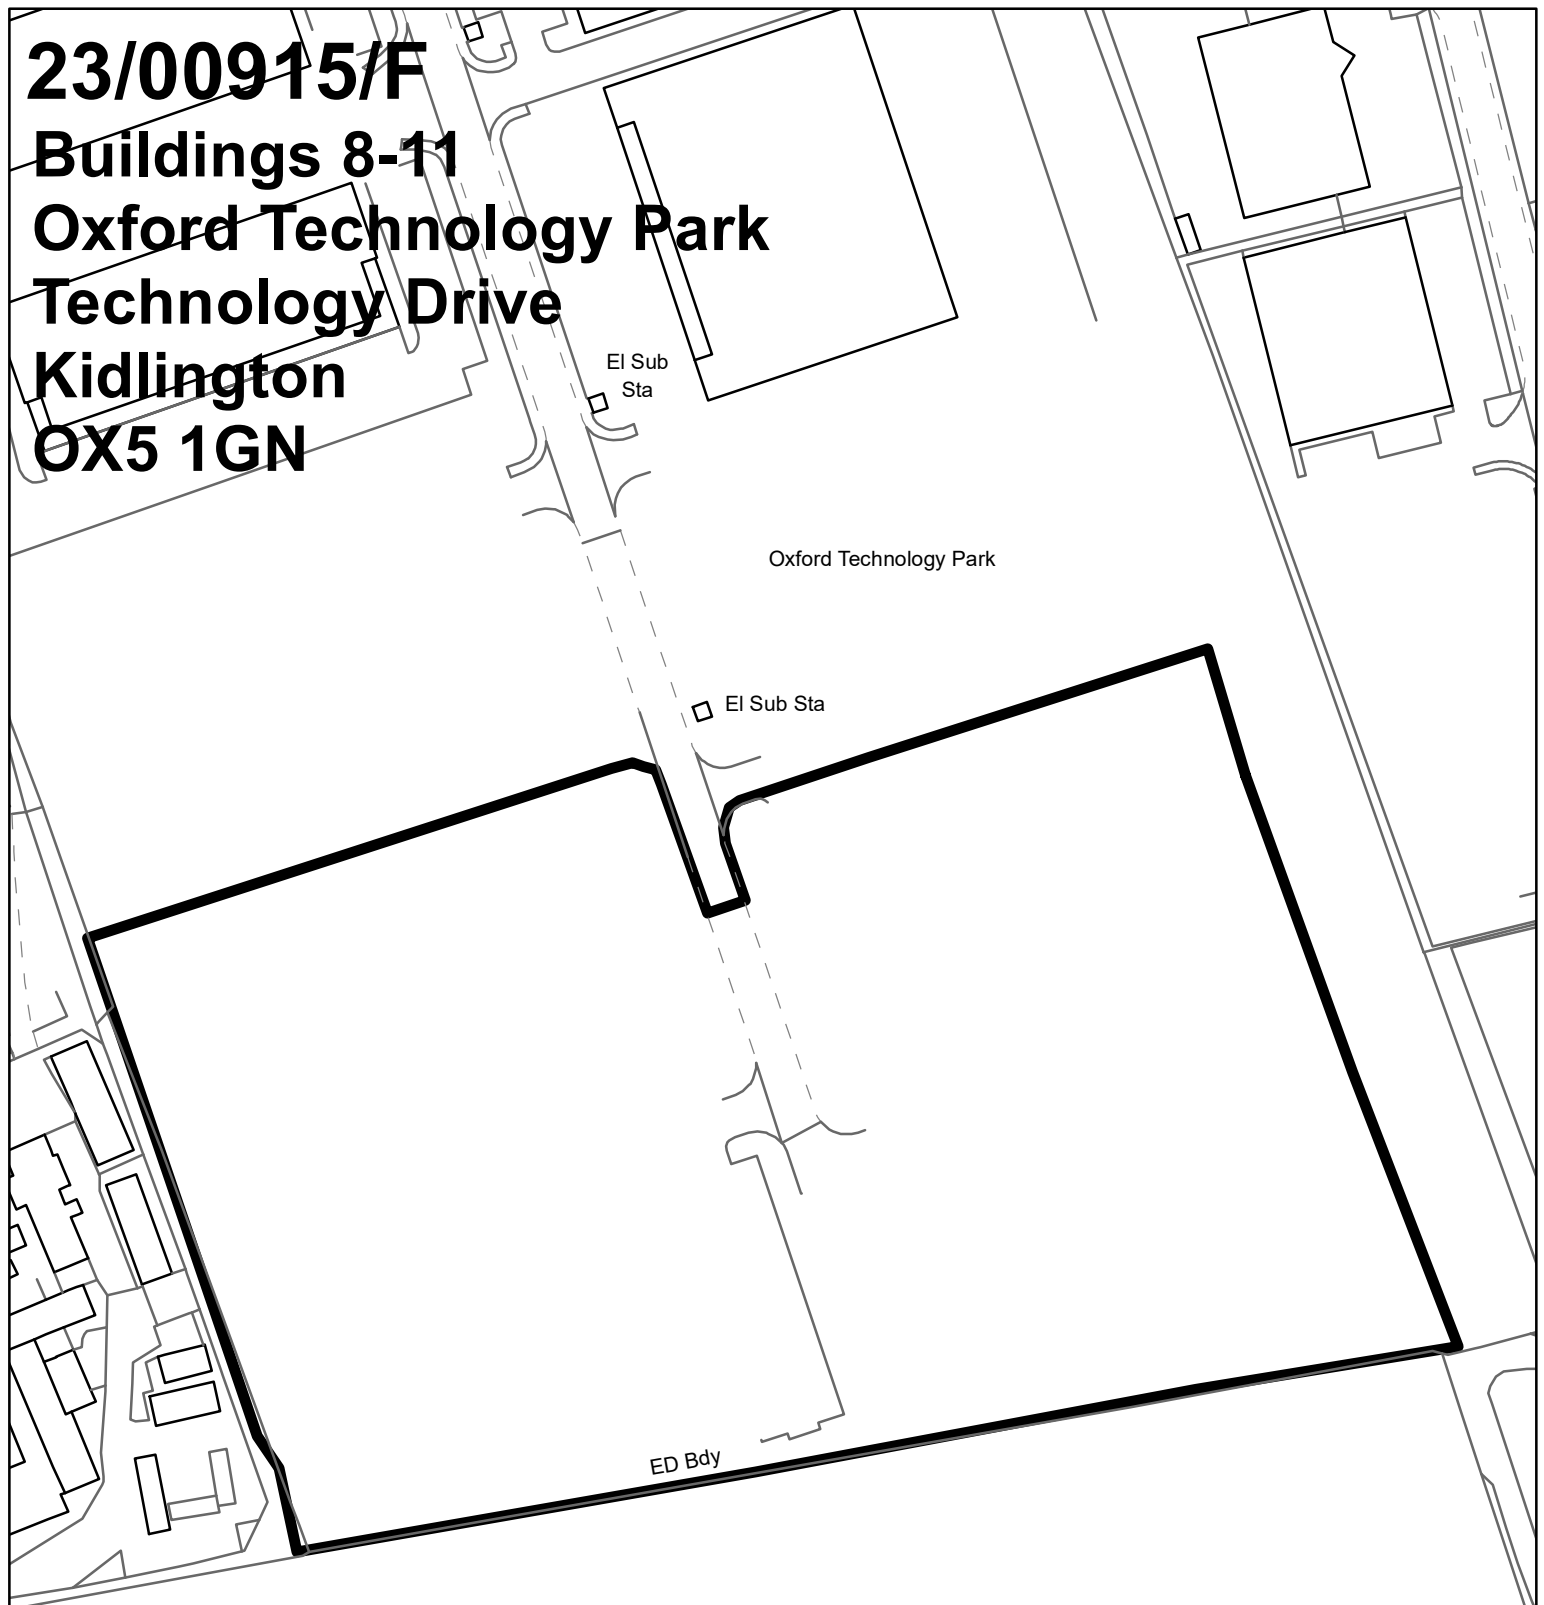 23/00915/F
Buildings 8-11
Oxford Technology Park
Technology Drive
Kidlington
OX5 1GN
El Sub
Sta
Oxford Technology Park
El Sub Sta
ED Bdy